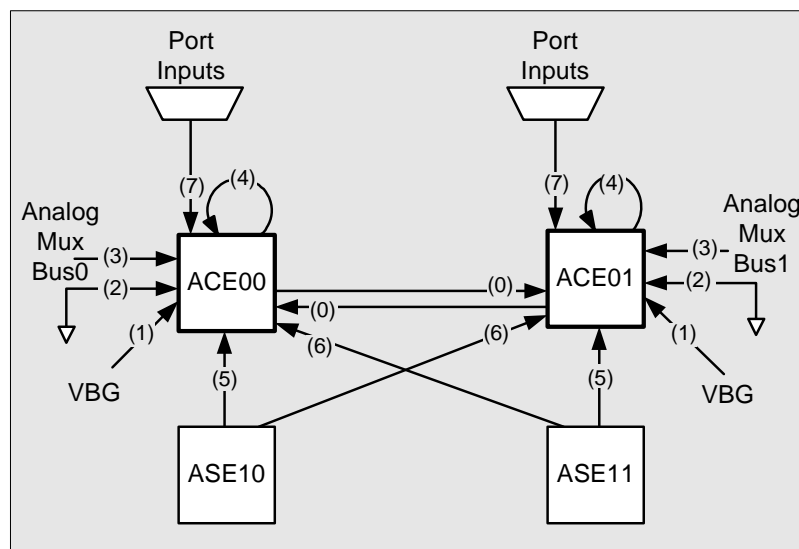 Port
Inputs
Port
Inputs
(7)
(4)
(7)
(4)
Analog
Mux
Bus0
(3)
(2)
(1)
VBG
ACE00
(0)
(0)
ACE01
Analog
Mux
Bus1
(3)
(2)
(1)
VBG
(6)
(6)
(5)
(5)
ASE10
ASE11